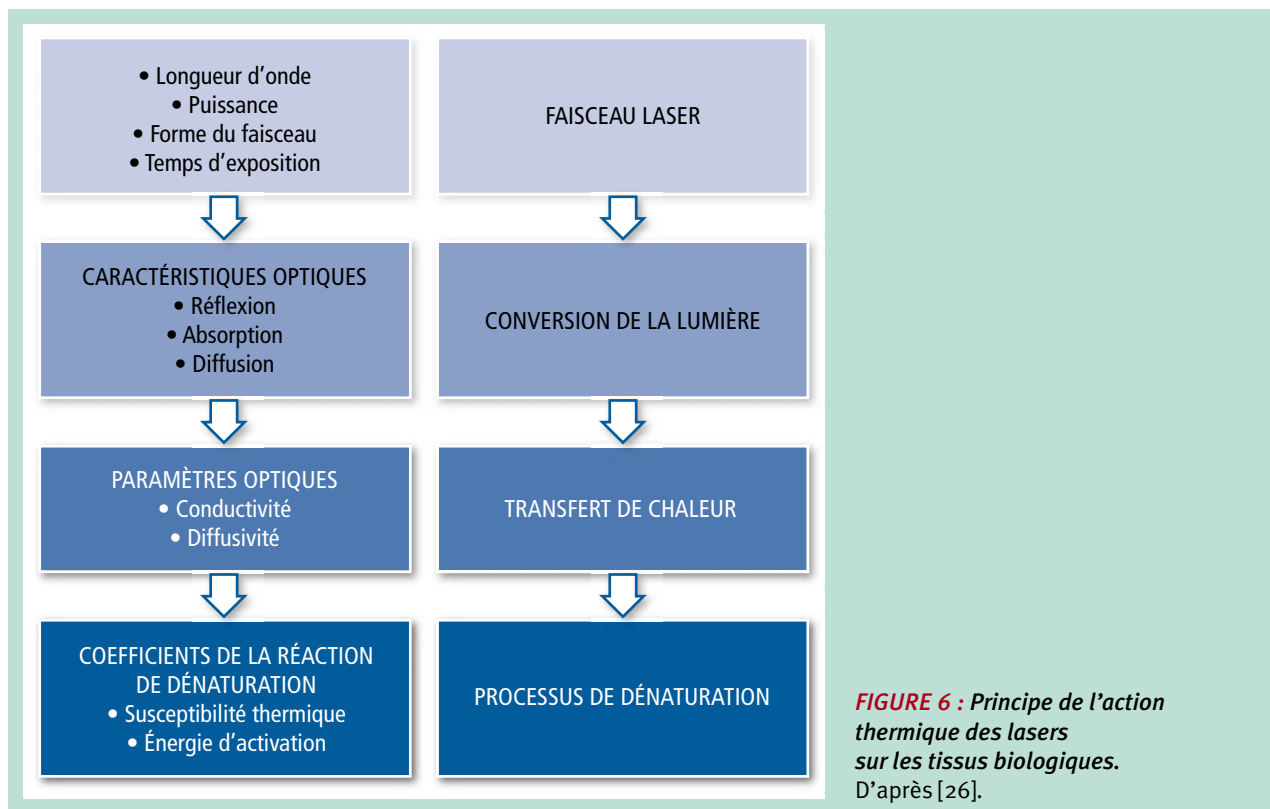 • Longueur d’onde
• Puissance
• Forme du faisceau
• Temps d’exposition
FAISCEAU LASER
CARACTÉRISTIQUES OPTIQUES
• Réflexion
• Absorption
• Diffusion
CONVERSION DE LA LUMIÈRE
PARAMÈTRES OPTIQUES
• Conductivité
• Diffusivité
TRANSFERT DE CHALEUR
COEFFICIENTS DE LA RÉACTION
DE DÉNATURATION
• Susceptibilité thermique
• Énergie d’activation
PROCESSUS DE DÉNATURATION
FIGURE 6 : Principe de l’action
thermique des lasers
sur les tissus biologiques.
D’après [26].